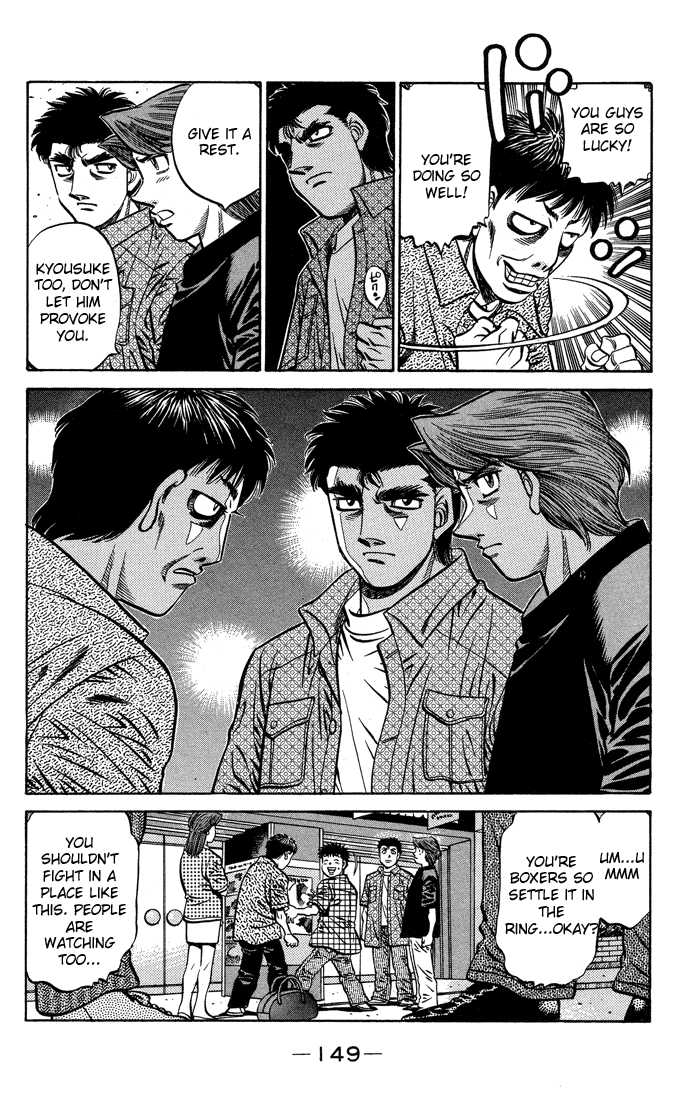 YOU GUYS
ARE SO
LUCKY!
YOU'RE
DOING SO
WELL!
GIVE IT A
REST.
KYOUSUKE
TOO, DON'T
LET HIM
PROVOKE
YOU.
UM...U
MMM
YOU'RE
BOXERS SO
SETTLE IT IN
THE
RING...OKAY?
YOU
SHOULDN'T
FIGHT IN A
PLACE LIKE
THIS. PEOPLE
ARE
WATCHING
TOO...
—149—